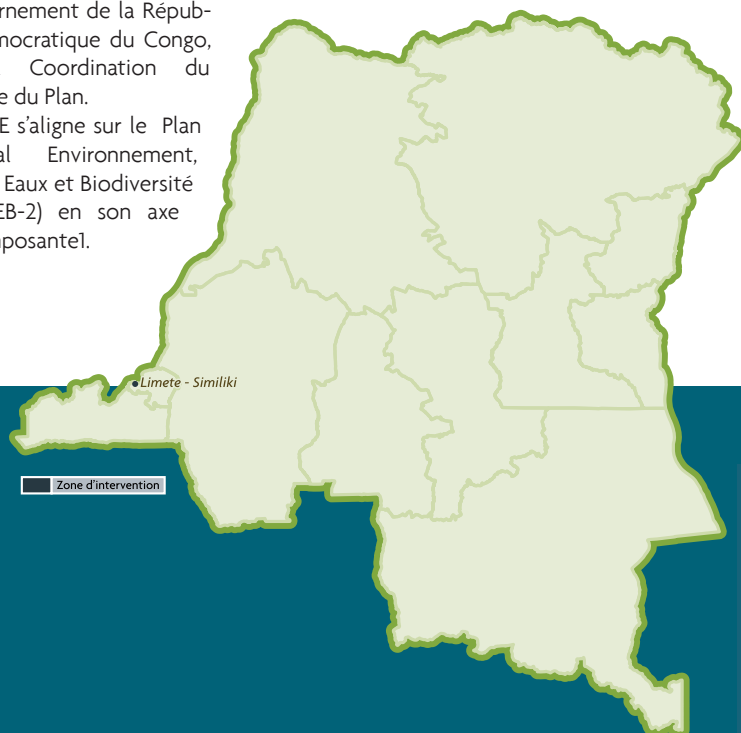 rnement de la Répub-
mocratique du Congo,
Coordination du
e du Plan.
E s’aligne sur le Plan
al Environnement,
Eaux et Biodiversité
EB-2) en son axe
posante1.
Limete - Similiki
Zone d’intervention